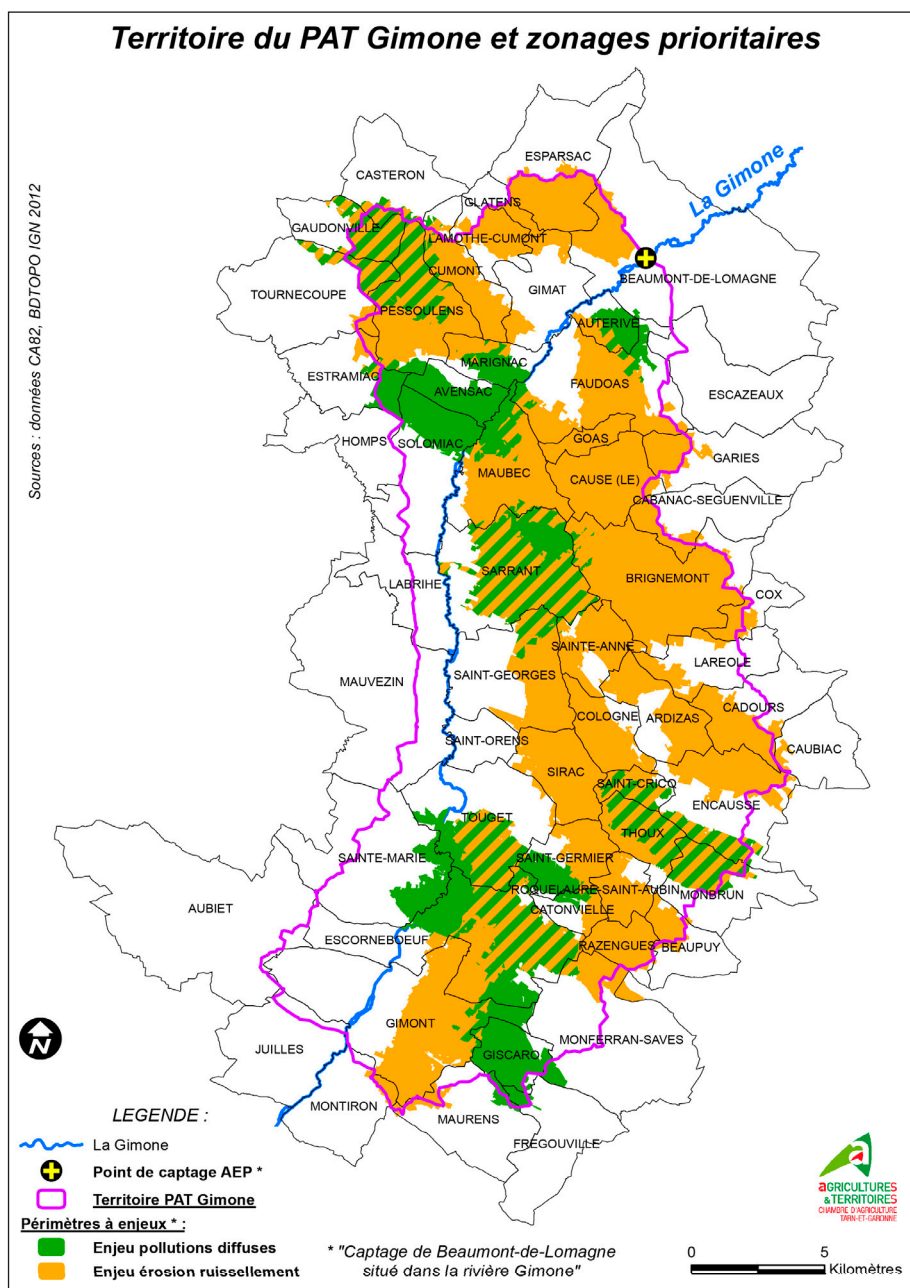 Territoire du PAT Gimone et zonages prioritaires
Sources : données CA82, BDTOPO IGN 2012
La Gimone
ESPARSAC
CASTERON
GLATENS
GAUDONVILLE
LAMOTHE-CUMONT
CUMONT
GIMAT
BEAUMONT-DE-LOMAGNE
TOURNECOUPE
PESSOULENS
AUTERIVE
MARIGNAC
ESTRAMIAC
AVENSAC
FAUDOAS
ESCAZEAUX
HOMPS
SOLOMIAC
GOAS
GARIES
MAUBEC
CAUSE (LE)
CABANAC-SEGUENVILLE
SARRANT
BRIGNEMONT
LABRIHE
COX
SAINTE-ANNE
LAREOLE
SAINT-GEORGES
MAUVEZIN
COLOGNE
ARDIZAS
CADOURS
SAINT-ORENS
CAUBIAC
SIRAC
SAINT-CRICQ
ENCAUSSE
TOUGET
THOUX
SAINTE-MARIE
SAINT-GERMIER
ROQUELAURE-SAINT-AUBIN
MONBRUN
AUBIET
CATONVIELLE
ESCORNEBOEUF
RAZENGUES
BEAUPUY
GIMONT
MONFERRAN-SAVES
JUILLES
GISCARO
MONTIRON
MAURENS
FREGOUVILLE
N
LEGENDE :
La Gimone
Point de captage AEP *
Territoire PAT Gimone
Périmètres à enjeux * :
Enjeu pollutions diffuses
Enjeu érosion ruissellement
* "Captage de Beaumont-de-Lomagne
situé dans la rivière Gimone"
a
AGRICULTURES
& TERRITOIRES
CHAMBRE D'AGRICULTURE
TARN-ET-GARONNE
0 5
Kilomètres